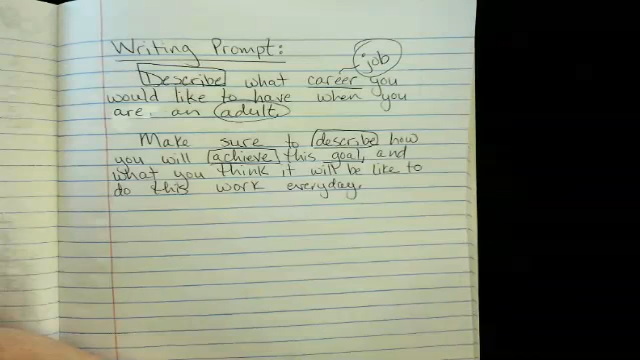 Writing Prompt:
job
Describe what career you
would like to have when you
are an adult.
Make sure to describe how
you will achieve this goal, and
what you think it will be like to
do this work everyday.